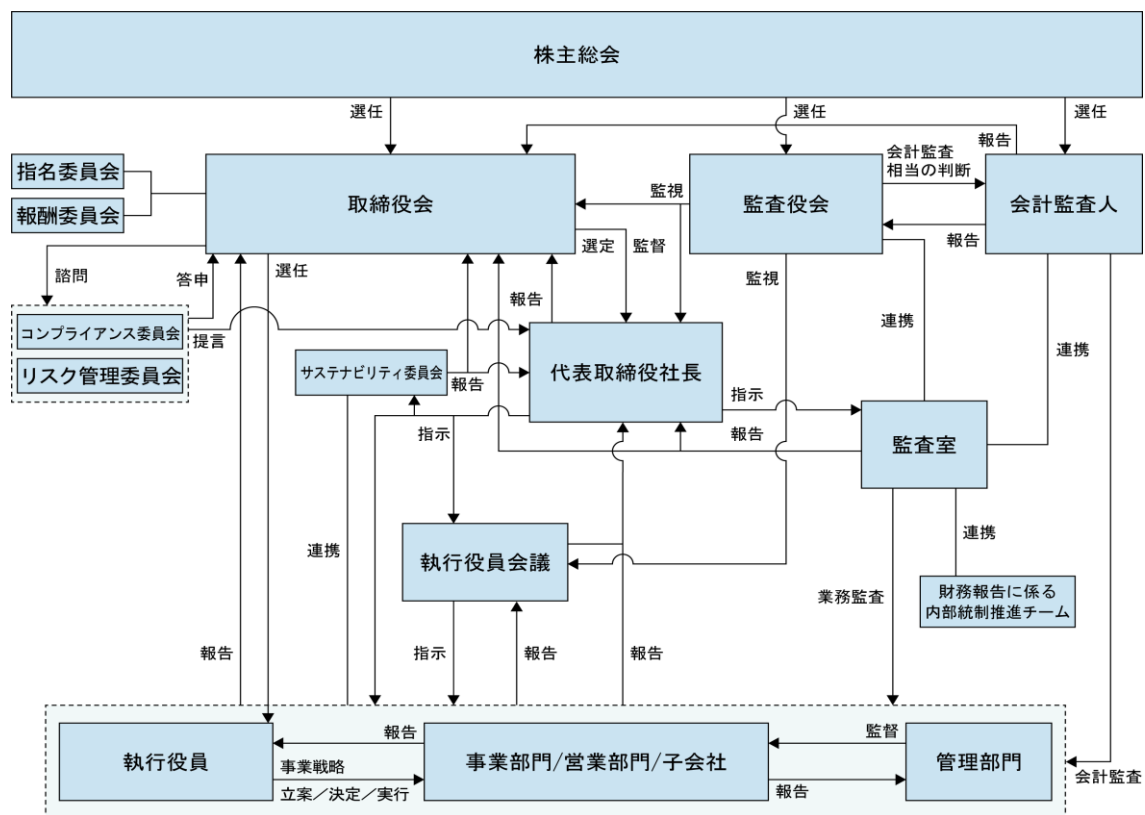 株主総会
選任
選任
選任
報告
指名委員会
報酬委員会
取締役会
監視
監査役会
会計監査
相当の判断
会計監査人
報告
諮問
答申
選任
報告
選定
監督
監視
連携
連携
コンプライアンス委員会
リスク管理委員会
提言
サステナビリティ委員会
報告
代表取締役社長
指示
指示
報告
監査室
連携
執行役員会議
連携
業務監査
財務報告に係る
内部統制推進チーム
報告
指示
報告
報告
執行役員
報告
事業戦略
立案／決定／実行
事業部門/営業部門/子会社
監督
報告
管理部門
会計監査